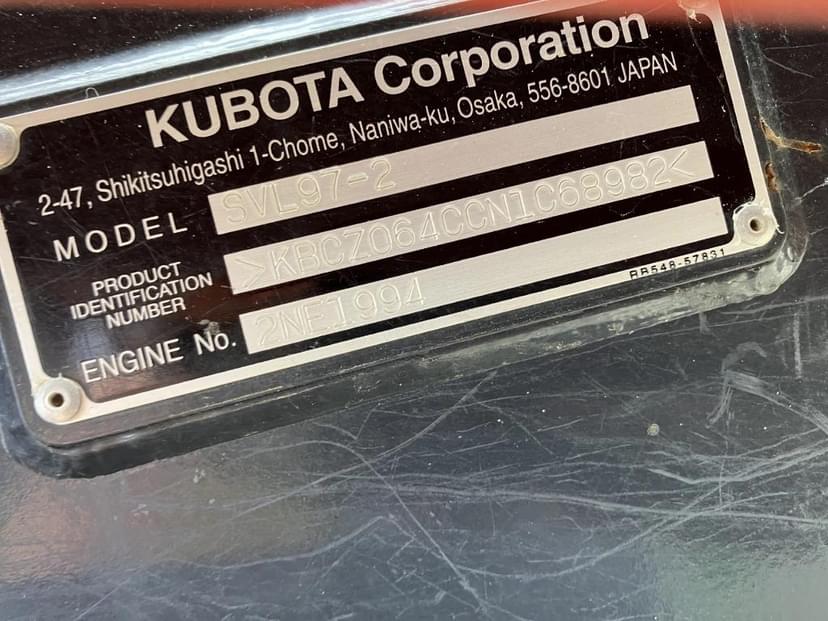 KUBOTA Corporation
2-47, Shikitsuhigashi 1-Chome, Naniwa-ku, Osaka, 556-8601 JAPAN
MODEL SVL97-2
PRODUCT
IDENTIFICATION
NUMBER >KBCZ064CCN1C68982<
ENGINE No. 2NE1994
RB548-57831